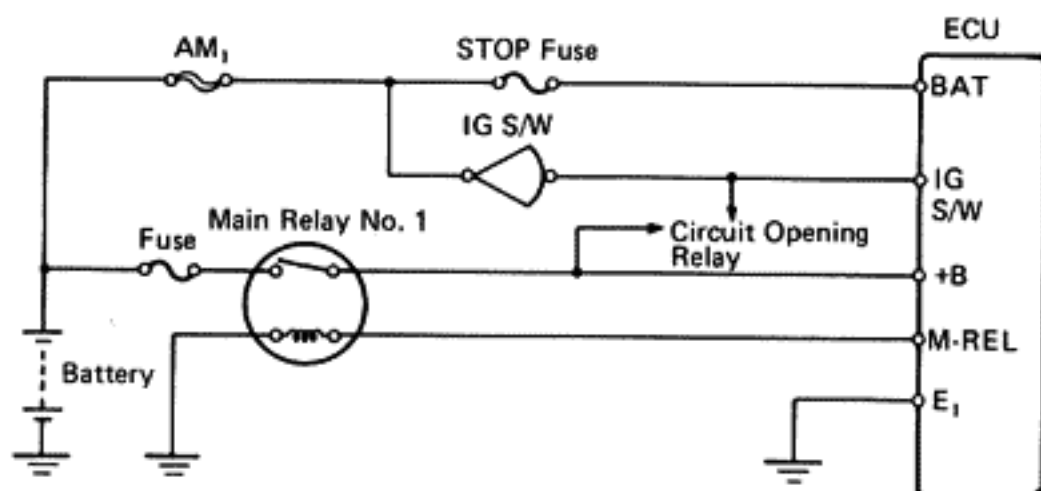 ECU
AM₁
STOP Fuse
BAT
IG S/W
IG
S/W
Main Relay No. 1
Fuse
Circuit Opening
Relay
+B
M-REL
Battery
E₁